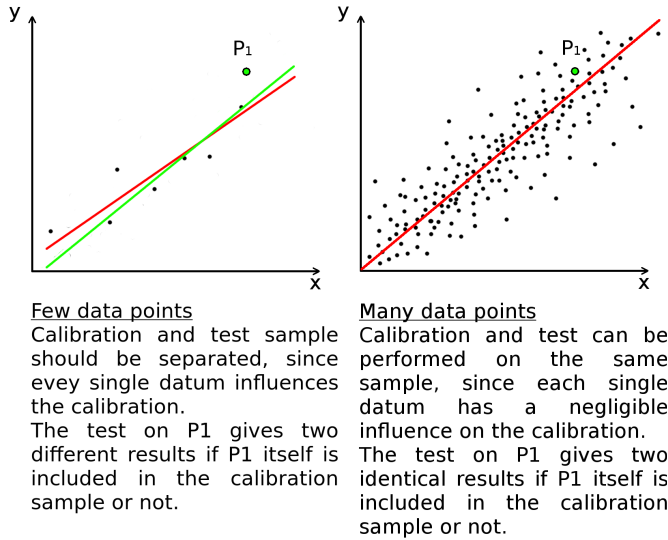 y
P1
x
y
P1
x
Few data points
Calibration and test sample
should be separated, since
evey single datum influences
the calibration.
The test on P1 gives two
different results if P1 itself is
included in the calibration
sample or not.
Many data points
Calibration and test can be
performed on the same
sample, since each single
datum has a negligible
influence on the calibration.
The test on P1 gives two
identical results if P1 itself is
included in the calibration
sample or not.